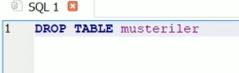 SQL 1
1 DROP TABLE musteriler